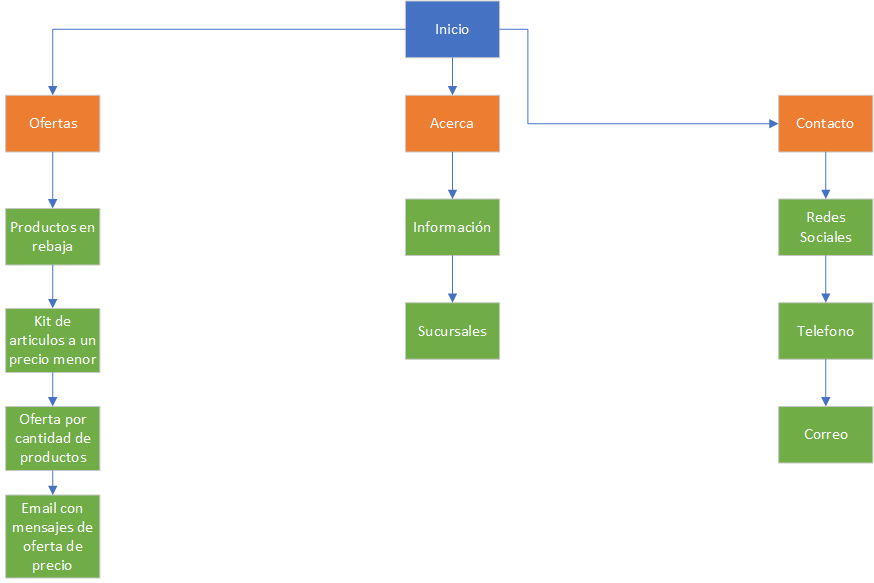 Inicio
Ofertas
Acerca
Contacto
Productos en
rebaja
Información
Redes
Sociales
Kit de
articulos a un
precio menor
Sucursales
Telefono
Oferta por
cantidad de
productos
Correo
Email con
mensajes de
oferta de
precio